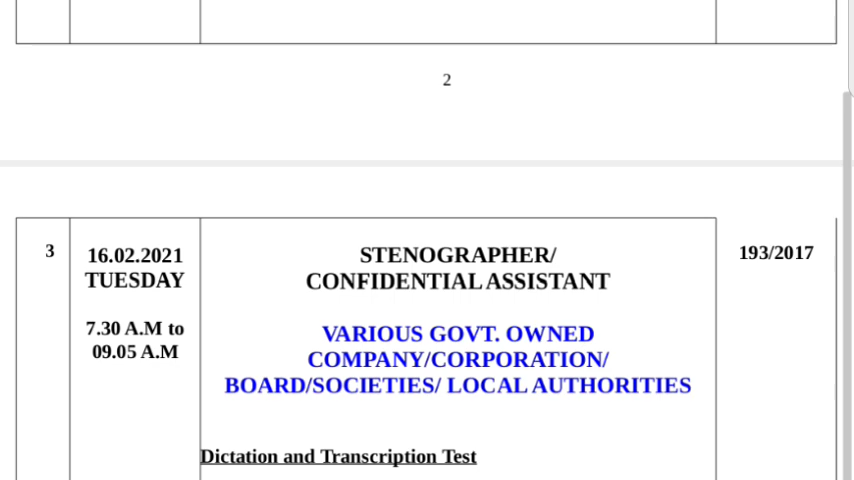 2
3
16.02.2021
TUESDAY
7.30 A.M to
09.05 A.M
STENOGRAPHER/
CONFIDENTIAL ASSISTANT
VARIOUS GOVT. OWNED
COMPANY/CORPORATION/
BOARD/SOCIETIES/ LOCAL AUTHORITIES
Dictation and Transcription Test
193/2017